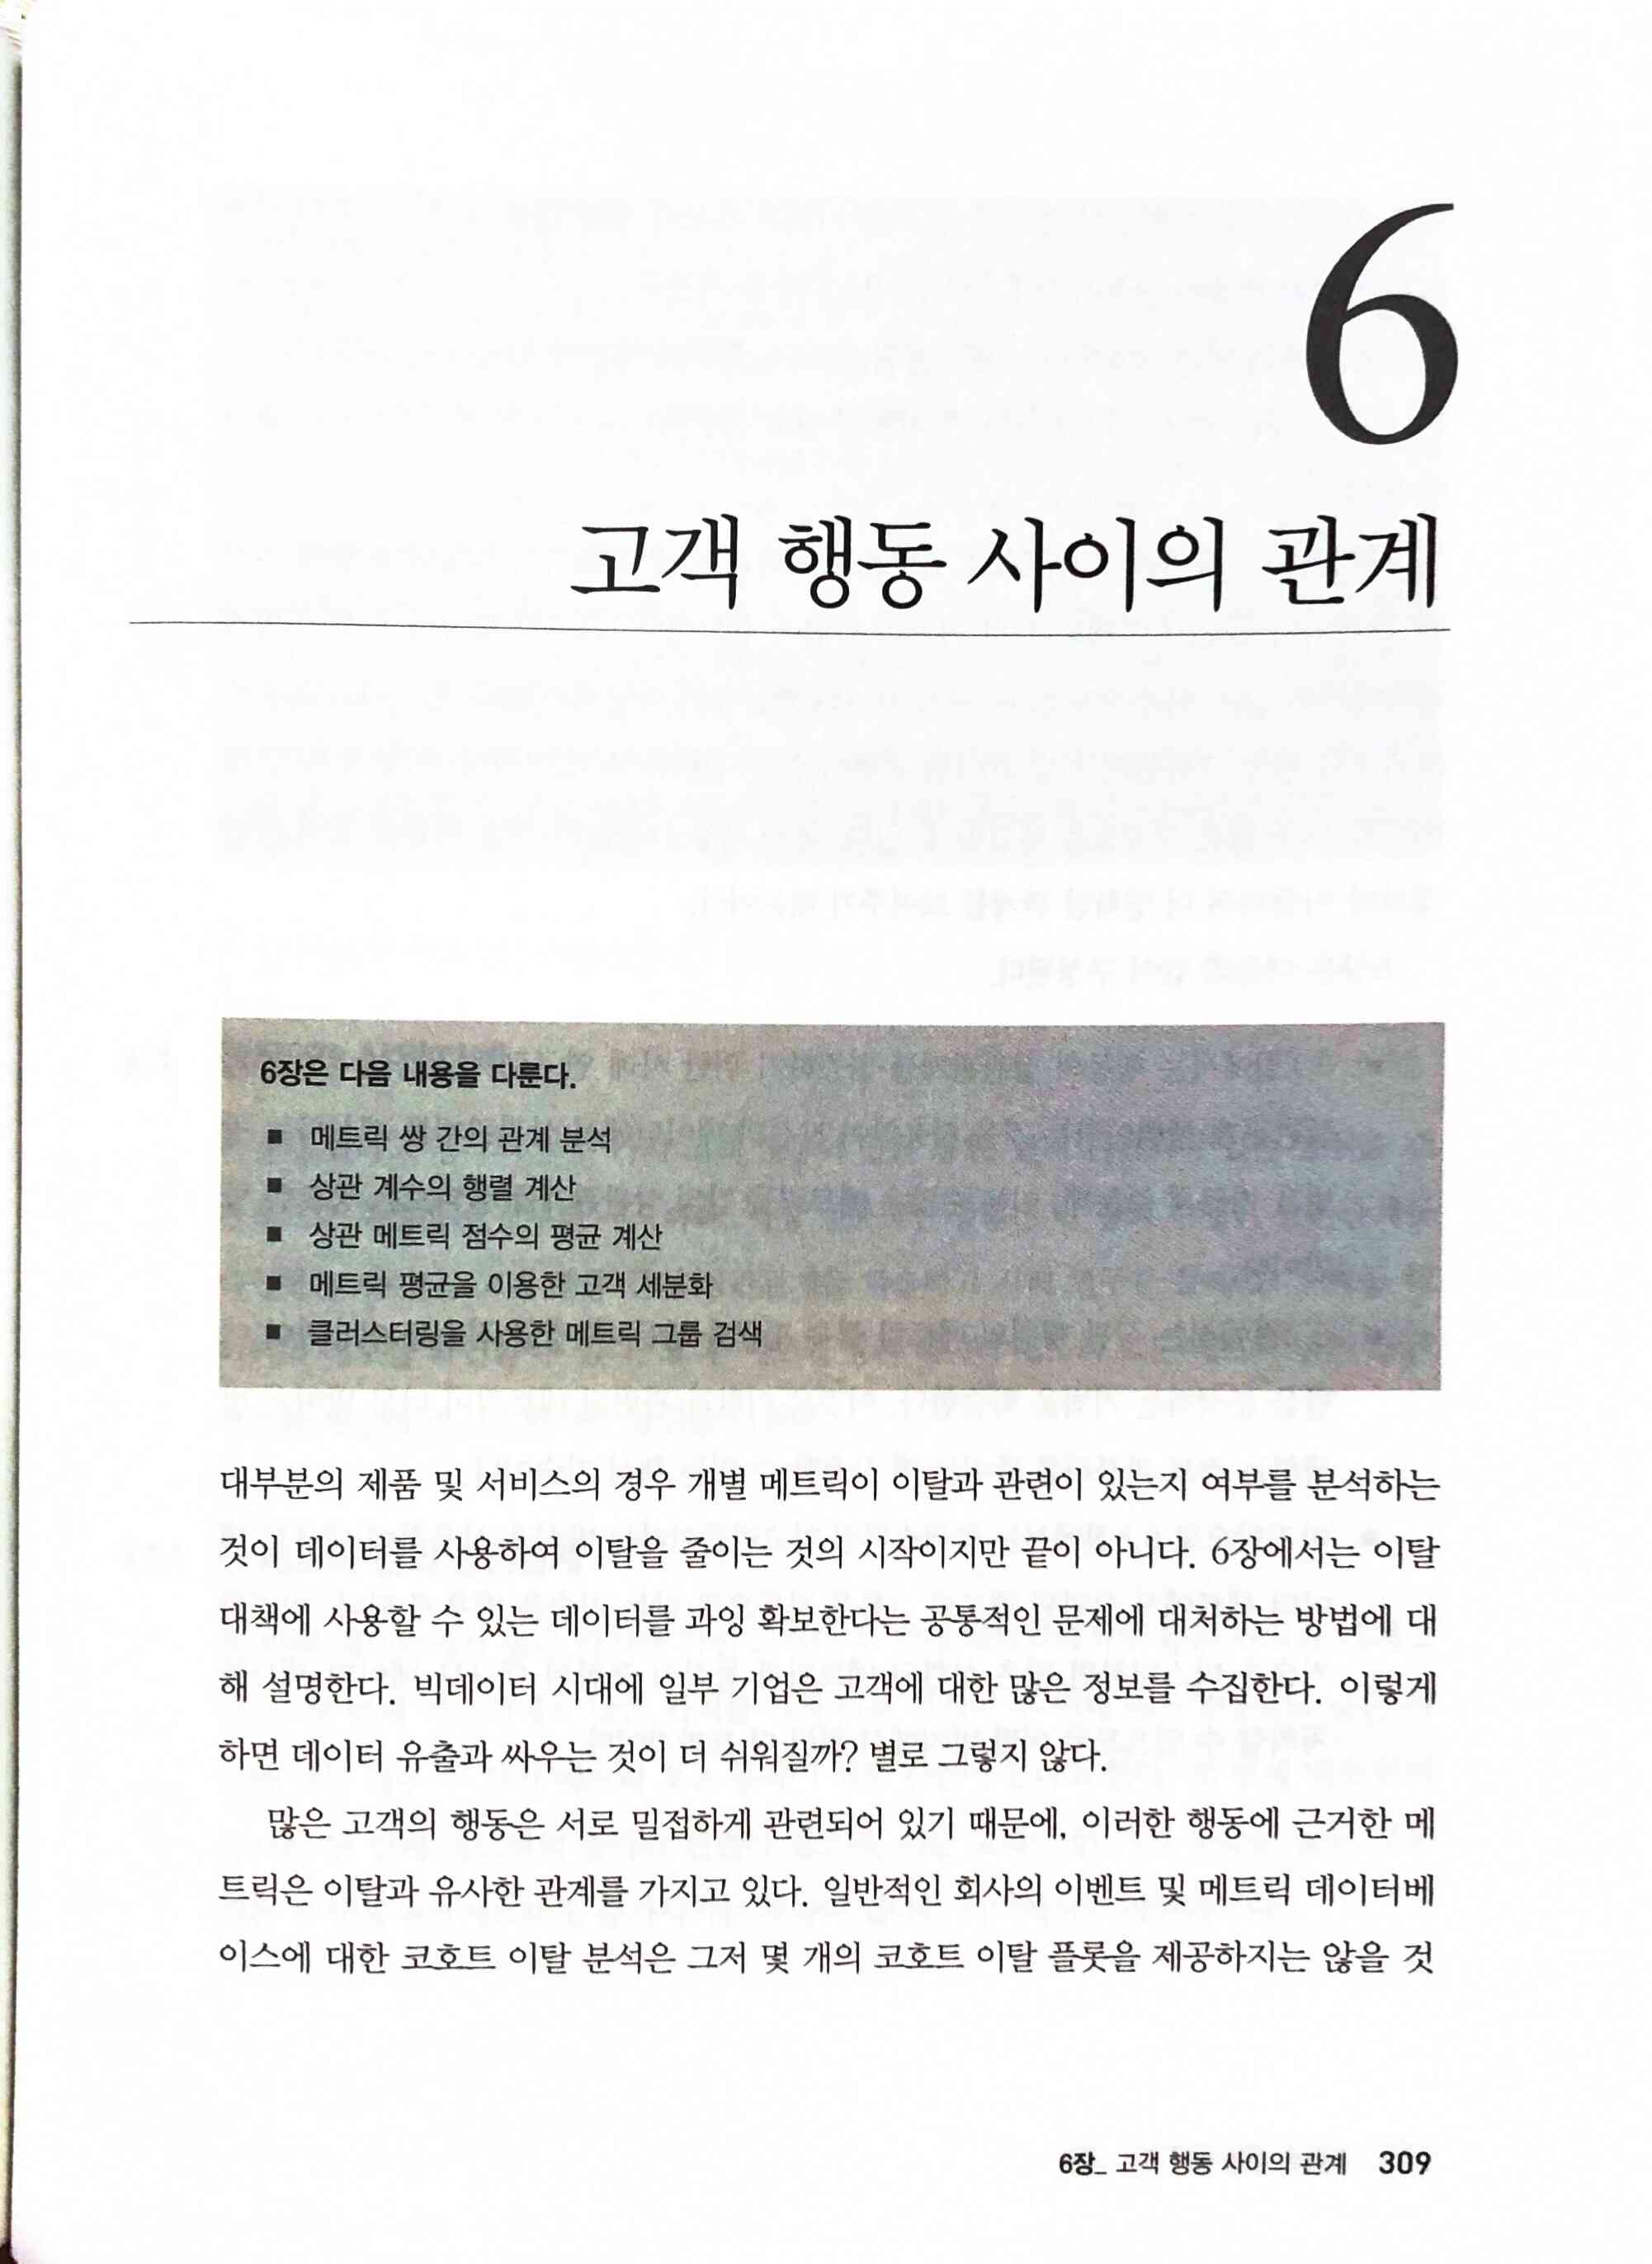 6
고객 행동 사이의 관계
6장은 다음 내용을 다룬다.
■ 메트릭 쌍 간의 관계 분석
■ 상관 계수의 행렬 계산
■ 상관 메트릭 점수의 평균 계산
■ 메트릭 평균을 이용한 고객 세분화
■ 클러스터링을 사용한 메트릭 그룹 검색
대부분의 제품 및 서비스의 경우 개별 메트릭이 이탈과 관련이 있는지 여부를 분석하는
것이 데이터를 사용하여 이탈을 줄이는 것의 시작이지만 끝이 아니다. 6장에서는 이탈
대책에 사용할 수 있는 데이터를 과잉 확보한다는 공통적인 문제에 대처하는 방법에 대
해 설명한다. 빅데이터 시대에 일부 기업은 고객에 대한 많은 정보를 수집한다. 이렇게
하면 데이터 유출과 싸우는 것이 더 쉬워질까? 별로 그렇지 않다.
많은 고객의 행동은 서로 밀접하게 관련되어 있기 때문에, 이러한 행동에 근거한 메
트릭은 이탈과 유사한 관계를 가지고 있다. 일반적인 회사의 이벤트 및 메트릭 데이터베
이스에 대한 코호트 이탈 분석은 그저 몇 개의 코호트 이탈 플롯을 제공하지는 않을 것
6장_ 고객 행동 사이의 관계 309